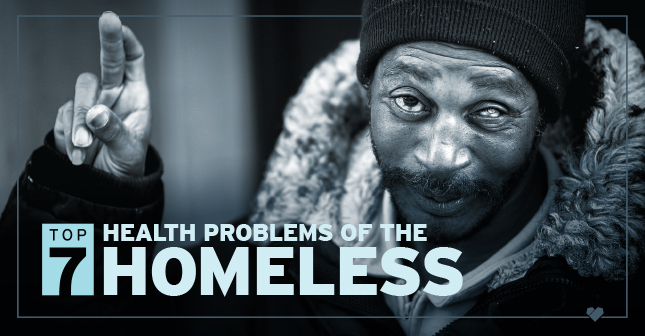 TOP
7
HEALTH PROBLEMS OF THE
HOMELESS